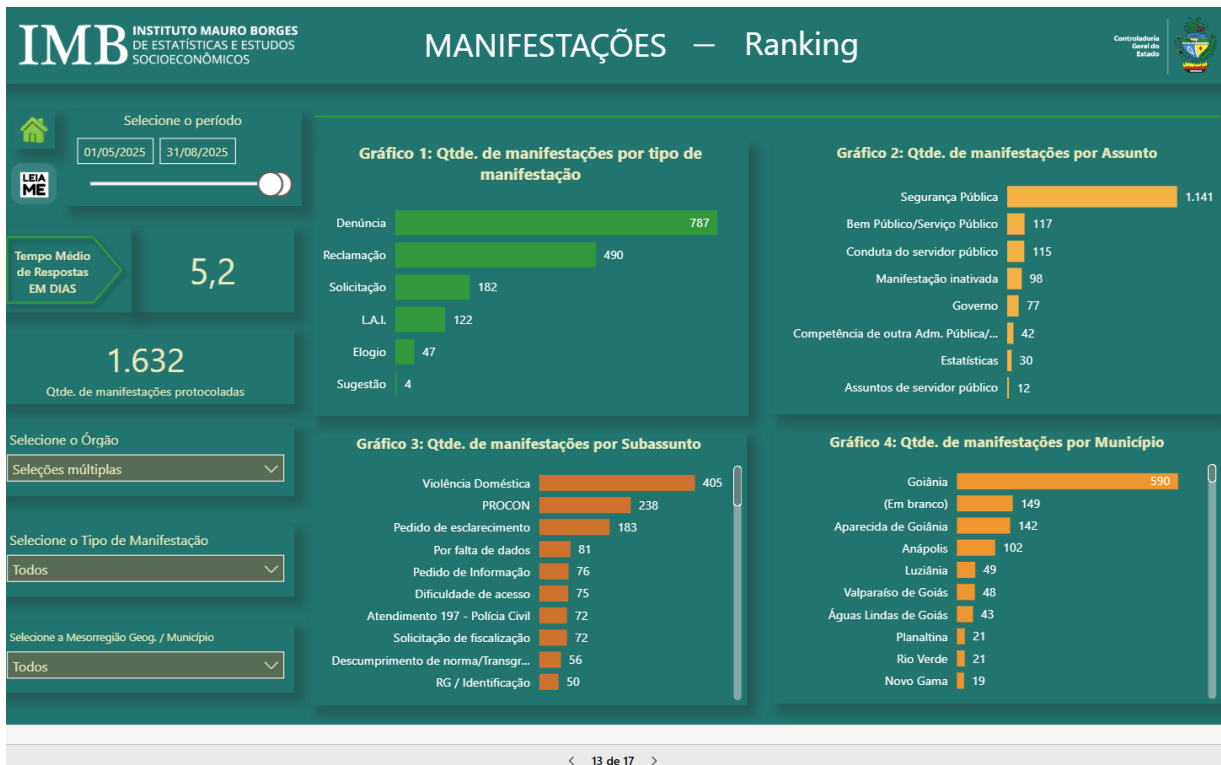 IMB INSTITUTO MAURO BORGES
DE ESTATÍSTICAS E ESTUDOS
SOCIOECONÔMICOS
MANIFESTAÇÕES – Ranking
Controladoria
Geral do
Estado
Selecione o período
01/05/2025 31/08/2025
LEIA
ME
Tempo Médio
de Respostas
EM DIAS
5,2
1.632
Qtde. de manifestações protocoladas
Selecione o Órgão
Seleções múltiplas
Selecione o Tipo de Manifestação
Todos
Selecione a Mesorregião Geog. / Município
Todos
Gráfico 1: Qtde. de manifestações por tipo de
manifestação
Denúncia 787
Reclamação 490
Solicitação 182
L.A.I. 122
Elogio 47
Sugestão 4
Gráfico 2: Qtde. de manifestações por Assunto
Segurança Pública 1.141
Bem Público/Serviço Público 117
Conduta do servidor público 115
Manifestação inativada 98
Governo 77
Competência de outra Adm. Pública/... 42
Estatísticas 30
Assuntos de servidor público 12
Gráfico 3: Qtde. de manifestações por Subassunto
Violência Doméstica 405
PROCON 238
Pedido de esclarecimento 183
Por falta de dados 81
Pedido de Informação 76
Dificuldade de acesso 75
Atendimento 197 - Polícia Civil 72
Solicitação de fiscalização 72
Descumprimento de norma/Transgr... 56
RG / Identificação 50
Gráfico 4: Qtde. de manifestações por Município
Goiânia 590
(Em branco) 149
Aparecida de Goiânia 142
Anápolis 102
Luziânia 49
Valparaíso de Goiás 48
Águas Lindas de Goiás 43
Planaltina 21
Rio Verde 21
Novo Gama 19
13 de 17